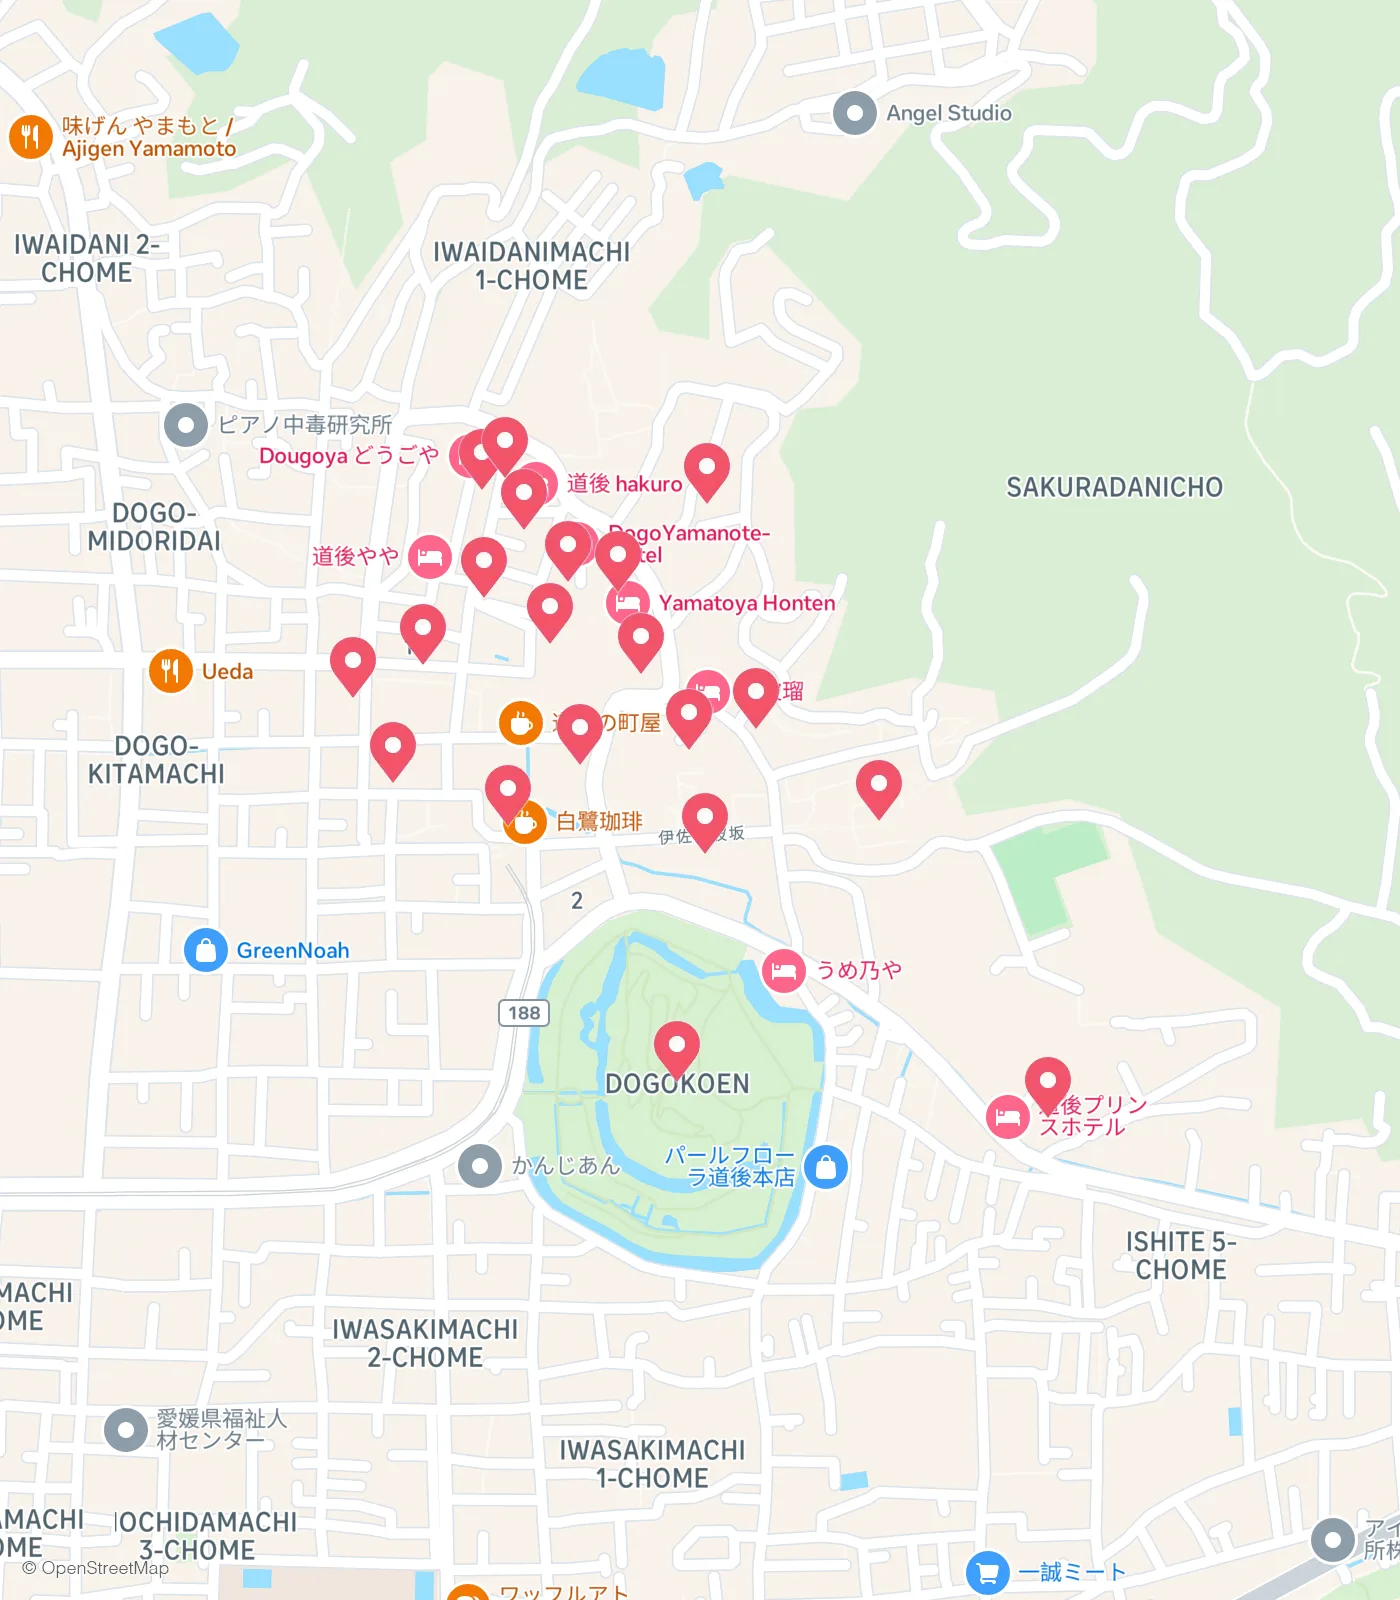 Angel Studio
味げん やまもと /
Ajigen Yamamoto
IWAIDANI 2-
CHOME
IWAIDANIMACHI
1-CHOME
ピアノ中毒研究所
Dougoya どうごや
道後 hakuro
SAKURADANICHO
DOGO-
MIDORIDAI
道後やや
Yamatoya Honten
Ueda
の町屋
瑠
DOGO-
KITAMACHI
白鷺珈琲
伊佐
坂
2
GreenNoah
うめ乃や
188
DOGOKOEN
後プリン
スホテル
パールフロー
ラ道後本店
かんじあん
ISHITE 5-
CHOME
MACHI
OME
IWASAKIMACHI
2-CHOME
愛媛県福祉人
材センター
IWASAKIMACHI
1-CHOME
AMACHI
OME
OCHIDAMACHI
3-CHOME
© OpenStreetMap
一誠ミート
アイ
所株
ワッフルアト